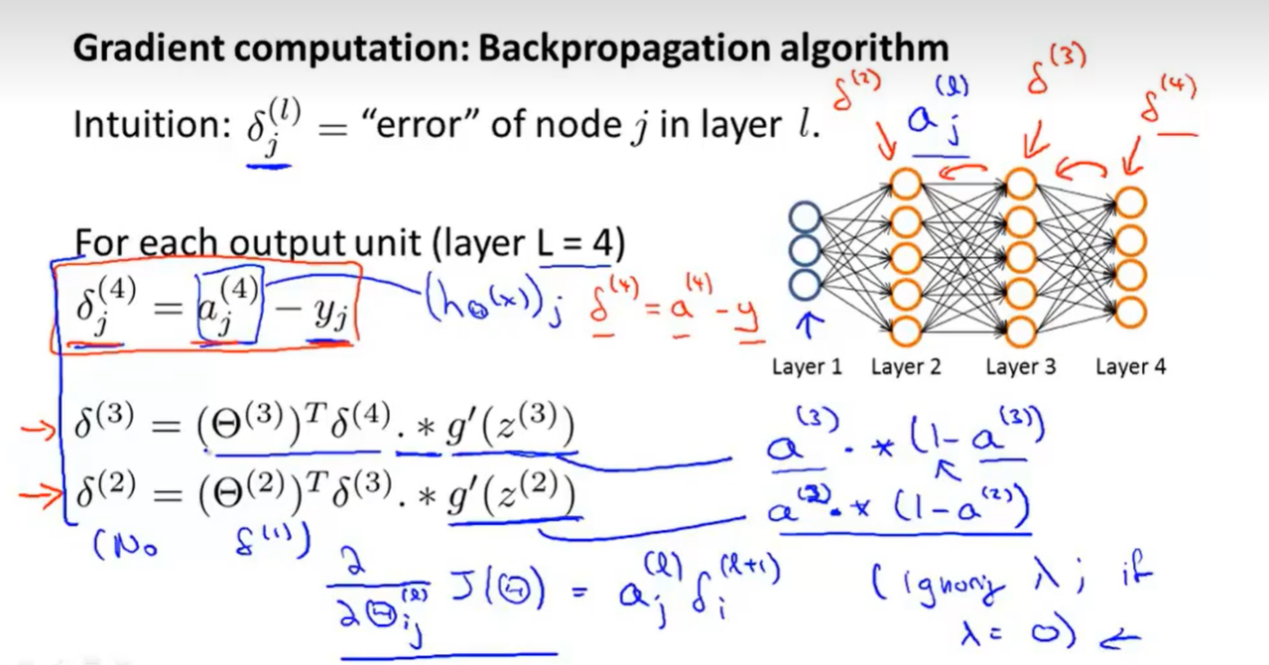 Gradient computation: Backpropagation algorithm
δ^(2) a_j^(l) δ^(3) δ^(4)
Intuition: δ_j^(l) = “error” of node j in layer l.
For each output unit (layer L = 4)
δ_j^(4) = a_j^(4) − y_j (h_Θ(x))_j δ^(4) = a^(4) - y
Layer 1 Layer 2 Layer 3 Layer 4
δ^(3) = (Θ^(3))^T δ^(4) .* g′(z^(3)) a^(3) .* (1-a^(3))
δ^(2) = (Θ^(2))^T δ^(3) .* g′(z^(2)) a^(2) .* (1-a^(2))
(No δ^(1))
∂/∂Θ_ij^(l) J(Θ) = a_j^(l) δ_i^(l+1) (ignoring λ; if
λ = 0) ←